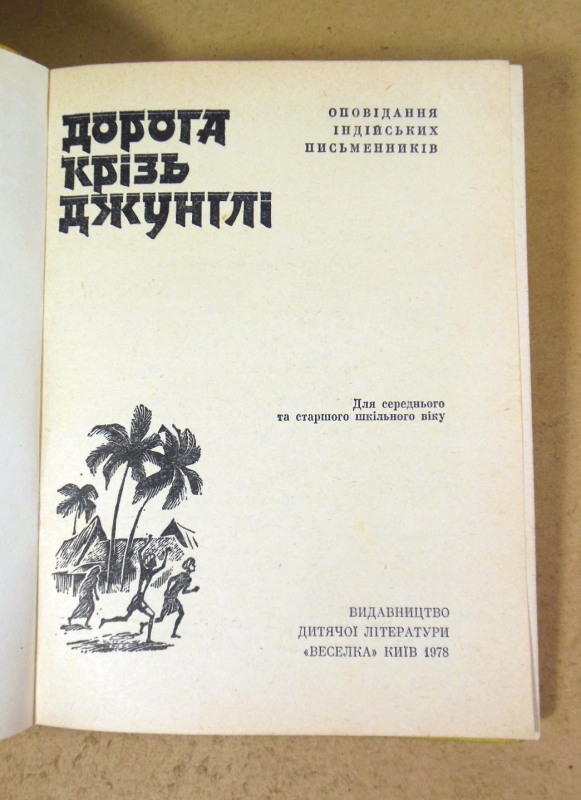 ДОРОГА
КРІЗЬ
ДЖУНГЛІ
ОПОВІДАННЯ
ІНДІЙСЬКИХ
ПИСЬМЕННИКІВ
Для середнього
та старшого шкільного віку
ВИДАВНИЦТВО
ДИТЯЧОЇ ЛІТЕРАТУРИ
«ВЕСЕЛКА» КИЇВ 1978